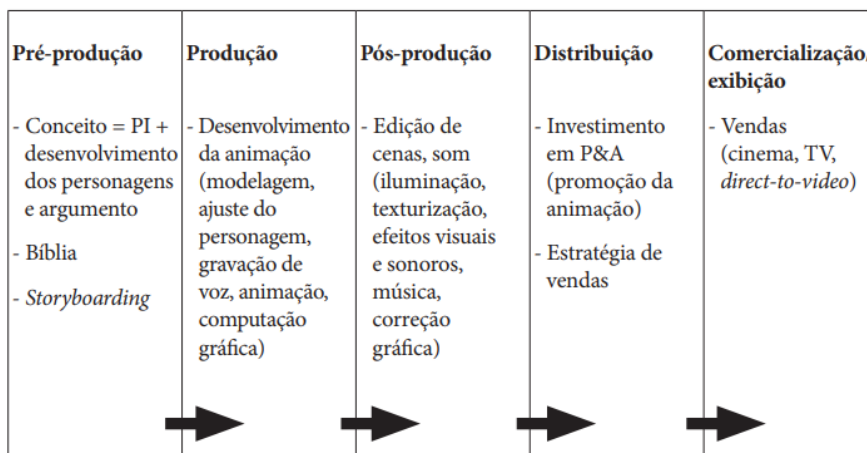 Pré-produção
- Conceito = PI +
desenvolvimento
dos personagens
e argumento
- Bíblia
- Storyboarding
Produção
- Desenvolvimento
da animação
(modelagem,
ajuste do
personagem,
gravação de
voz, animação,
computação
gráfica)
Pós-produção
- Edição de
cenas, som
(iluminação,
texturização,
efeitos visuais
e sonoros,
música,
correção
gráfica)
Distribuição
- Investimento
em P&A
(promoção da
animação)
- Estratégia de
vendas
Comercialização,
exibição
- Vendas
(cinema, TV,
direct-to-video)